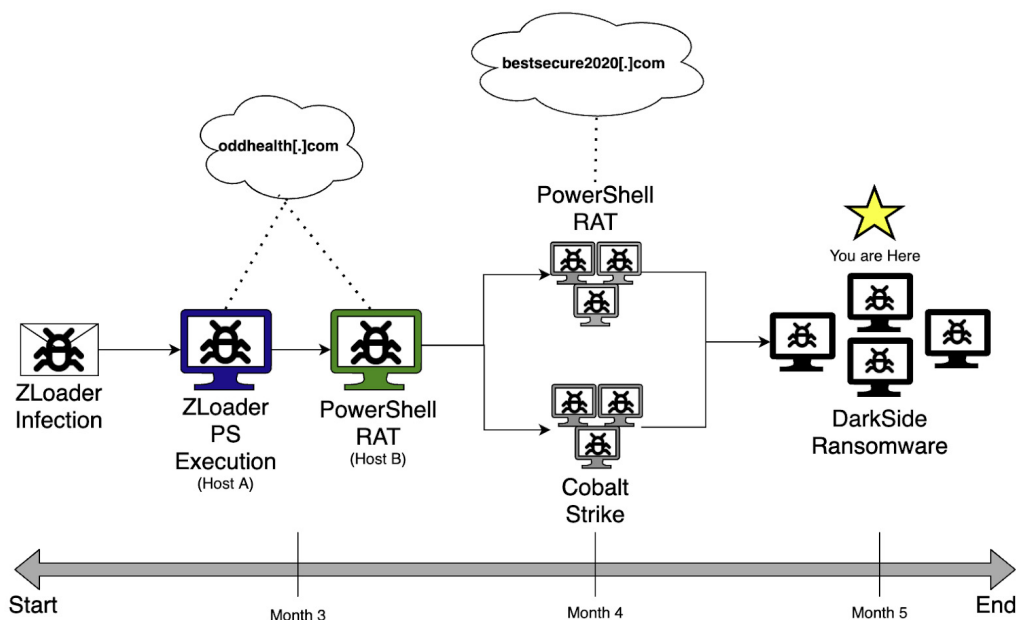 bestsecure2020[.]com
oddhealth[.]com
PowerShell
RAT
You are Here
ZLoader
Infection
ZLoader
PS
Execution
(Host A)
PowerShell
RAT
(Host B)
Cobalt
Strike
DarkSide
Ransomware
Start
Month 3
Month 4
Month 5
End